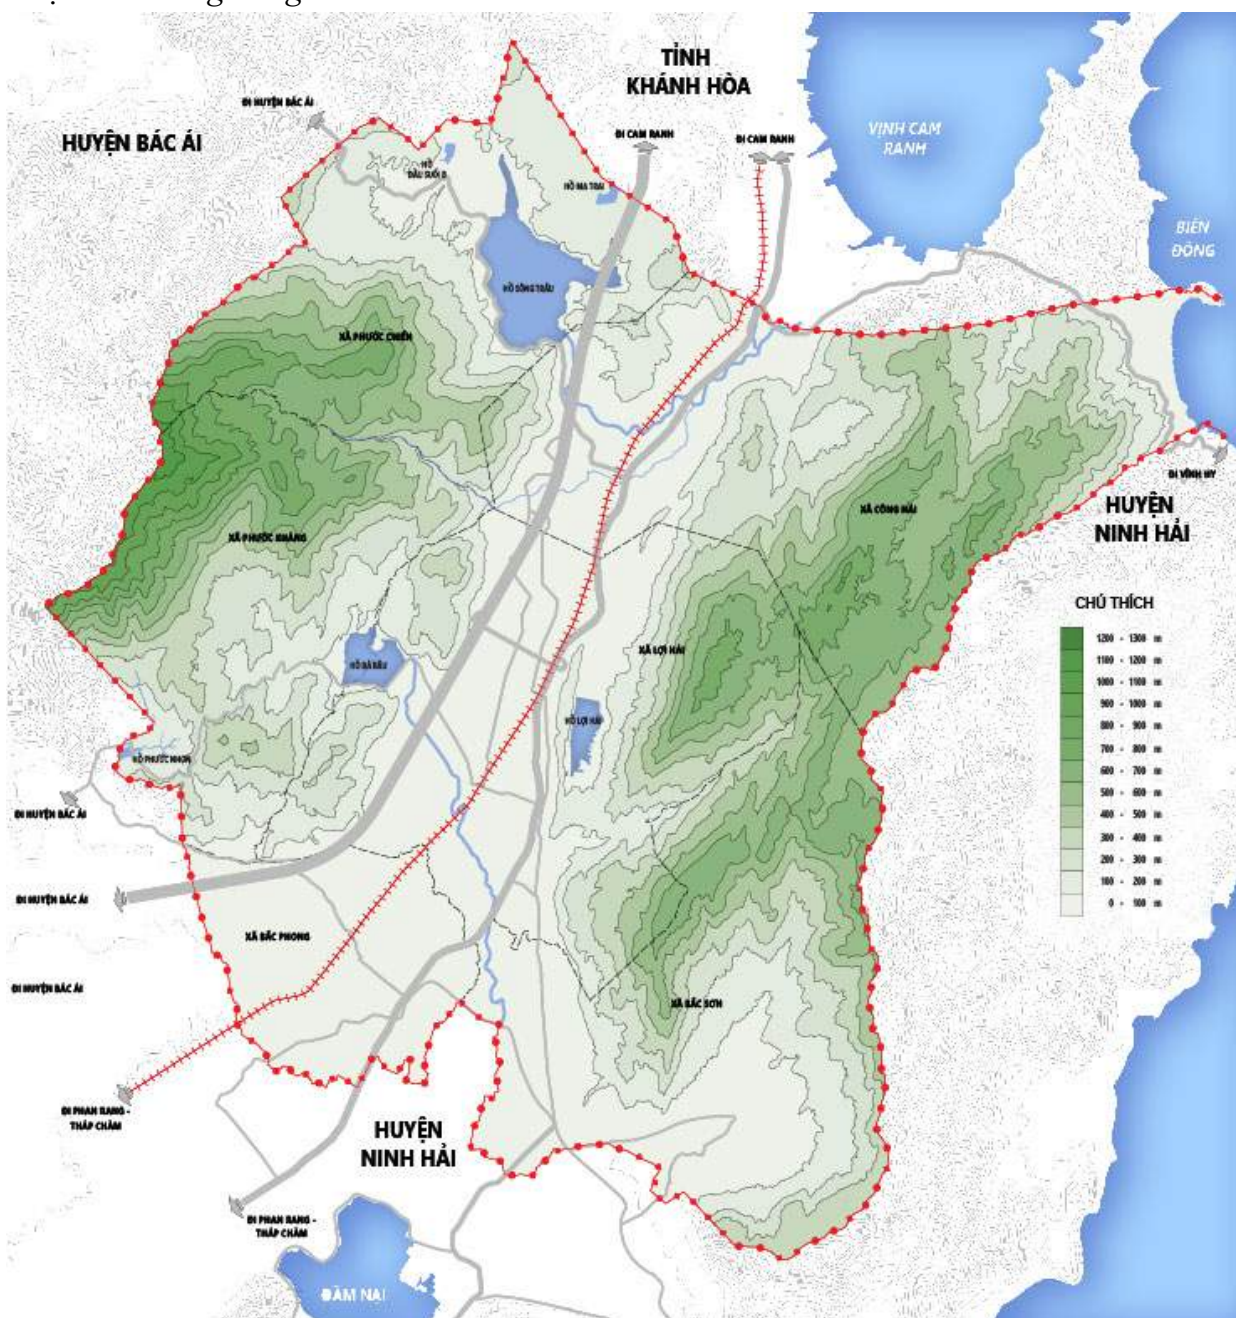 TỈNH
KHÁNH HÒA
ĐI HUYỆN BÁC ÁI
HUYỆN BÁC ÁI
ĐI CAM RANH
ĐI CAM RANH
VỊNH CAM
RANH
HỒ
ĐẦU SUỐI B
HỒ MA TRAI
BIỂN
ĐÔNG
HỒ SÔNG TRÂU
XÃ PHƯỚC CHIẾN
ĐI VĨNH HY
HUYỆN
NINH HẢI
XÃ CÔNG HẢI
XÃ PHƯỚC KHÁNG
CHÚ THÍCH
1200 - 1300 m
1100 - 1200 m
1000 - 1100 m
900 - 1000 m
800 - 900 m
700 - 800 m
600 - 700 m
500 - 600 m
400 - 500 m
300 - 400 m
200 - 300 m
100 - 200 m
0 - 100 m
XÃ LỢI HẢI
HỒ BÀ RÂU
HỒ LỢI HẢI
HỒ PHƯỚC NHƠN
ĐI HUYỆN BÁC ÁI
ĐI HUYỆN BÁC ÁI
XÃ BẮC PHONG
ĐI HUYỆN BÁC ÁI
XÃ BẮC SƠN
ĐI PHAN RANG -
THÁP CHÀM
HUYỆN
NINH HẢI
ĐI PHAN RANG -
THÁP CHÀM
ĐẦM NẠI